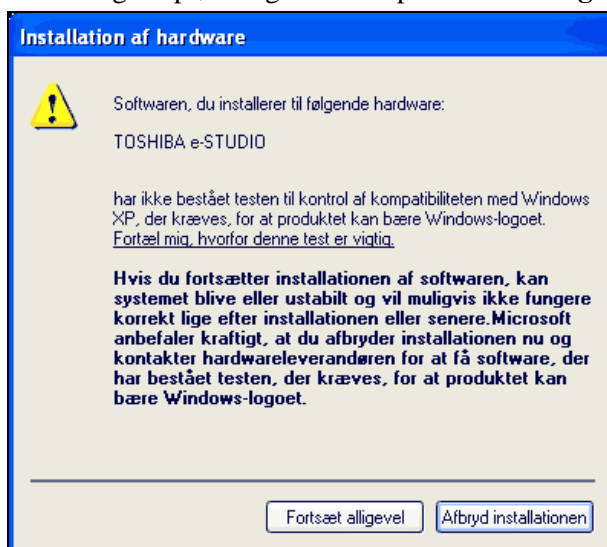 Installation af hardware
Softwaren, du installerer til følgende hardware:
TOSHIBA e-STUDIO
har ikke bestået testen til kontrol af kompatibiliteten med Windows
XP, der kræves, for at produktet kan bære Windows-logoet.
Fortæl mig, hvorfor denne test er vigtig.
Hvis du fortsætter installationen af softwaren, kan
systemet blive eller ustabilt og vil muligvis ikke fungere
korrekt lige efter installationen eller senere.Microsoft
anbefaler kraftigt, at du afbryder installationen nu og
kontakter hardwareleverandøren for at få software, der
har bestået testen, der kræves, for at produktet kan
bære Windows-logoet.
Fortsæt alligevel
Afbryd installationen